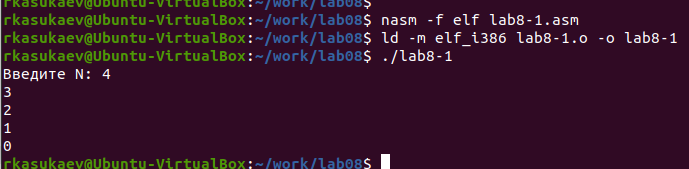 rkasukaev@Ubuntu-VirtualBox:~/work/lab08$ nasm -f elf lab8-1.asm
rkasukaev@Ubuntu-VirtualBox:~/work/lab08$ ld -m elf_i386 lab8-1.o -o lab8-1
rkasukaev@Ubuntu-VirtualBox:~/work/lab08$ ./lab8-1
Введите N: 4
3
2
1
0
rkasukaev@Ubuntu-VirtualBox:~/work/lab08$